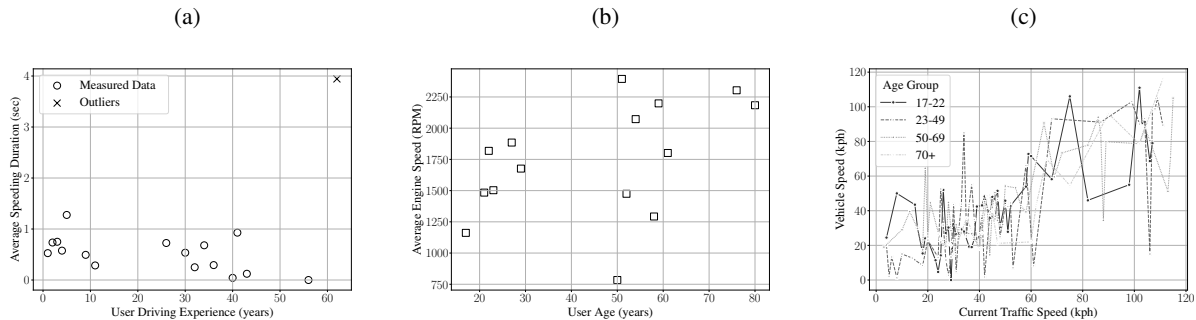 (a)
(b)
(c)
Average Speeding Duration (sec)
4
3
2
1
0
Measured Data
Outliers
0 10 20 30 40 50 60
User Driving Experience (years)
Average Engine Speed (RPM)
2250
2000
1750
1500
1250
1000
750
20 30 40 50 60 70 80
User Age (years)
Vehicle Speed (kph)
120
100
80
60
40
20
0
Age Group
17-22
23-49
50-69
70+
0 20 40 60 80 100 120
Current Traffic Speed (kph)